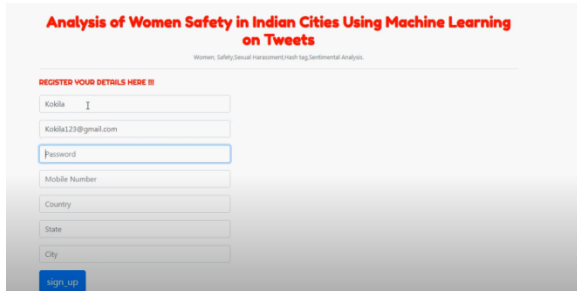 Analysis of Women Safety in Indian Cities Using Machine Learning
on Tweets
Women, Safety,Sexual Harassment,Hash tag,Sentimental Analysis.
REGISTER YOUR DETAILS HERE !!!
Kokila
Kokila123@gmail.com
Password
Mobile Number
Country
State
City
sign_up